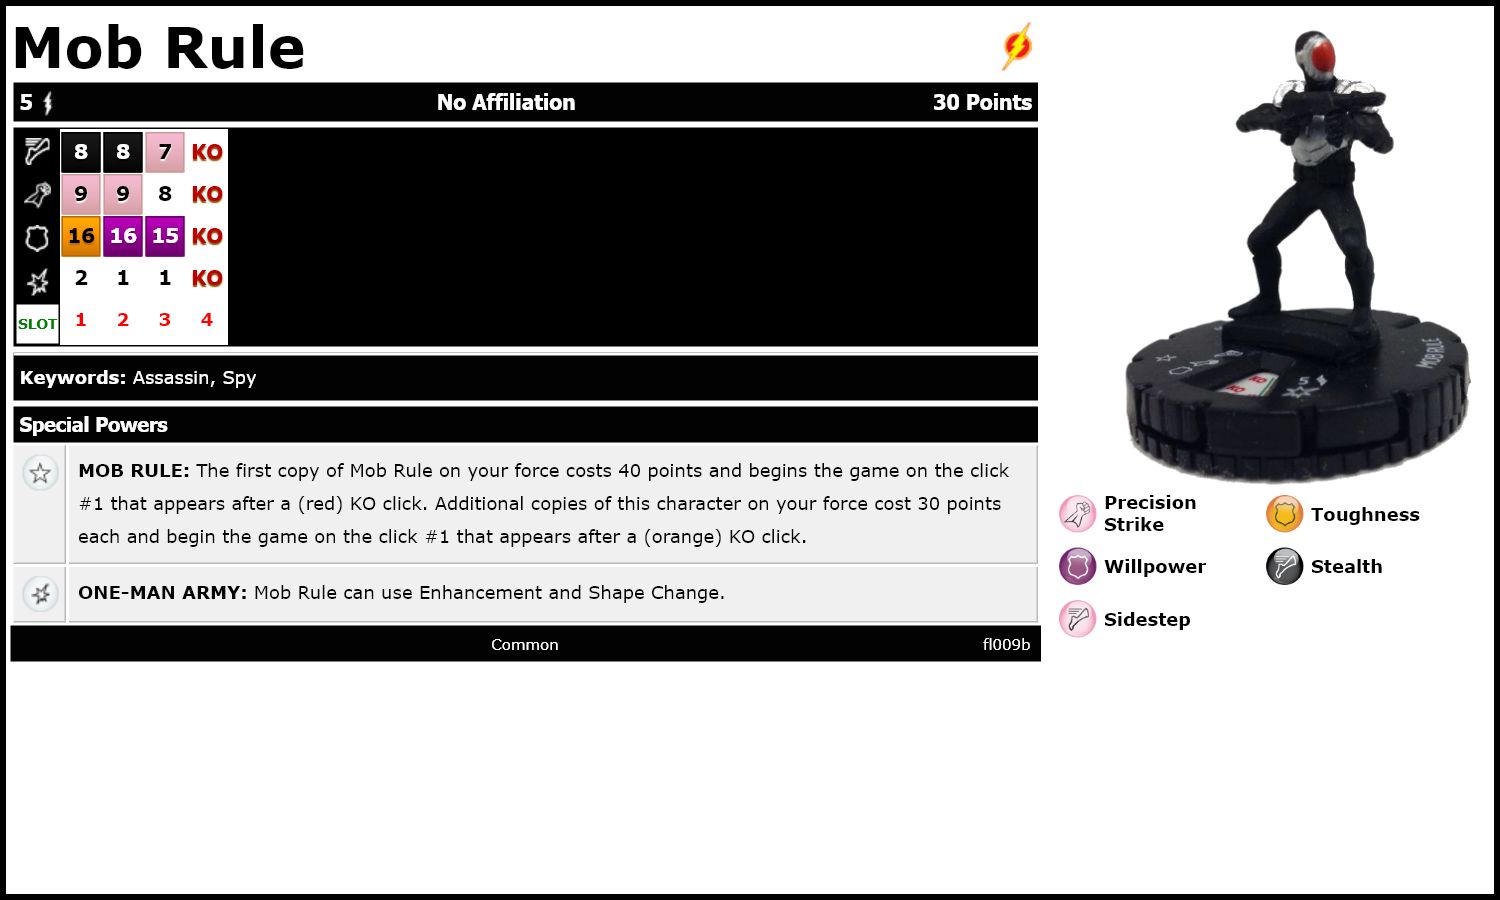 Mob Rule
5 No Affiliation 30 Points
8 8 7 KO
9 9 8 KO
16 16 15 KO
2 1 1 KO
SLOT 1 2 3 4
Keywords: Assassin, Spy
Special Powers
MOB RULE: The first copy of Mob Rule on your force costs 40 points and begins the game on the click
#1 that appears after a (red) KO click. Additional copies of this character on your force cost 30 points
each and begin the game on the click #1 that appears after a (orange) KO click.
ONE-MAN ARMY: Mob Rule can use Enhancement and Shape Change.
Common fl009b
MOB RULE
KO
KO
5
Precision
Strike
Toughness
Willpower
Stealth
Sidestep